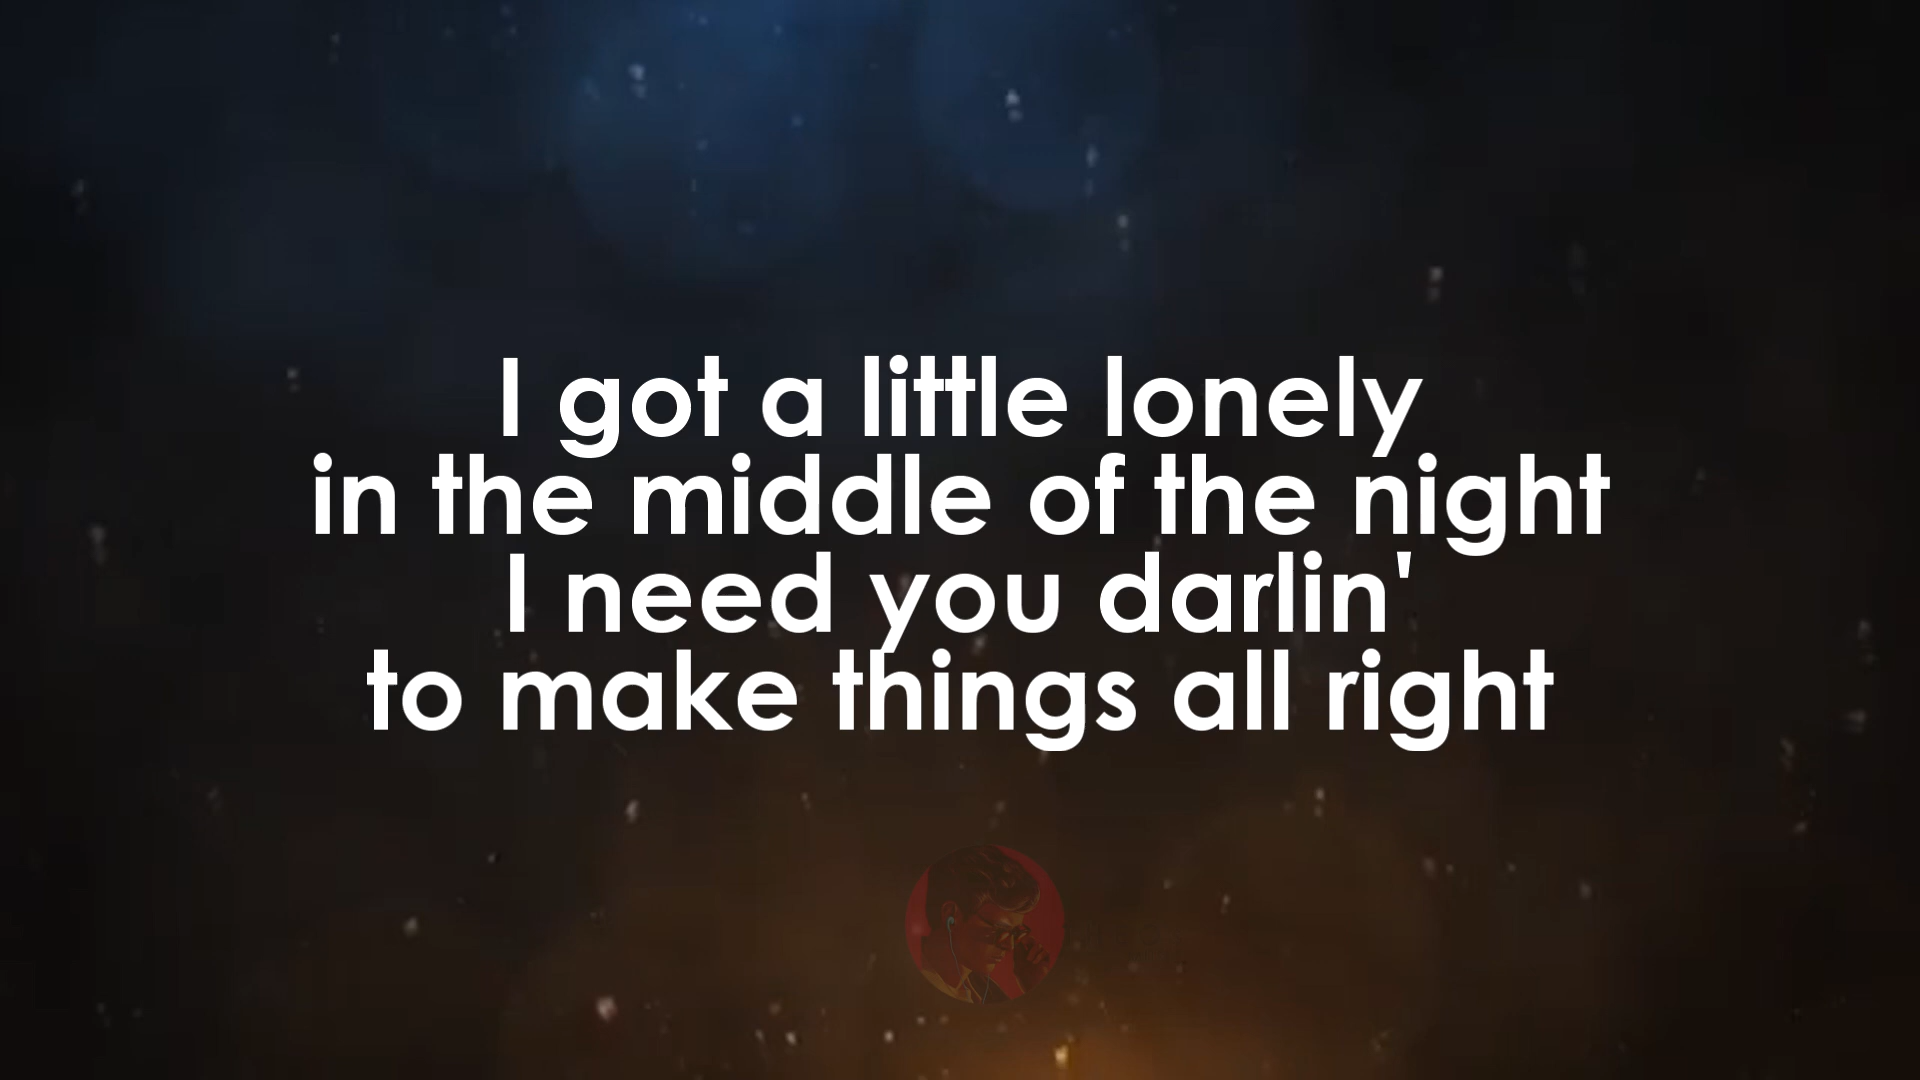 I got a little lonely
in the middle of the night
I need you darlin'
to make things all right